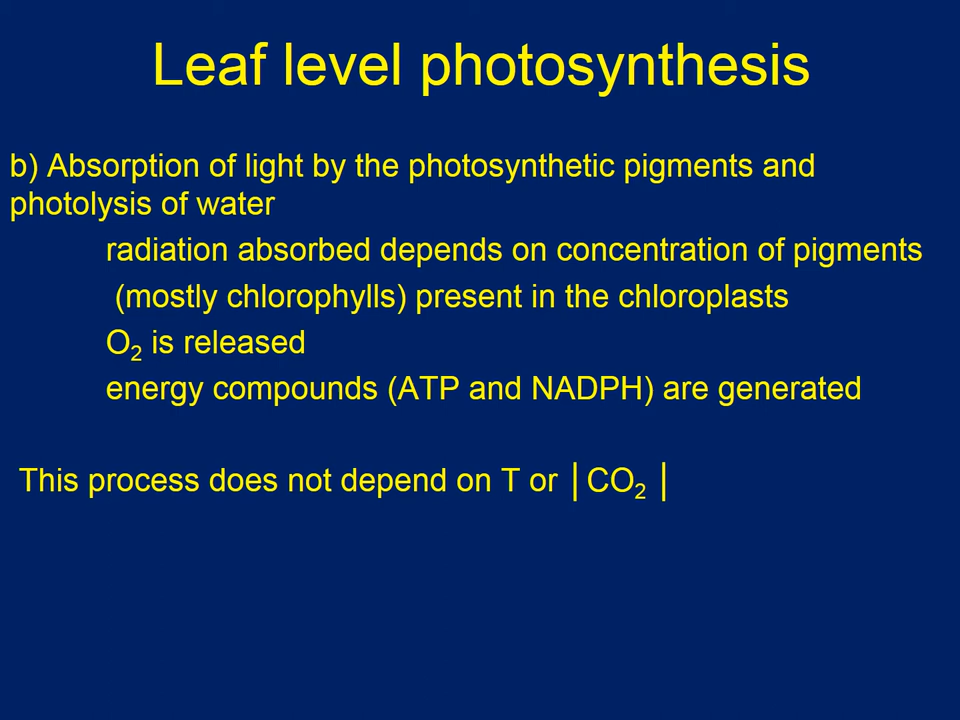 Leaf level photosynthesis
b) Absorption of light by the photosynthetic pigments and
photolysis of water
radiation absorbed depends on concentration of pigments
(mostly chlorophylls) present in the chloroplasts
O₂ is released
energy compounds (ATP and NADPH) are generated
This process does not depend on T or │CO₂ │